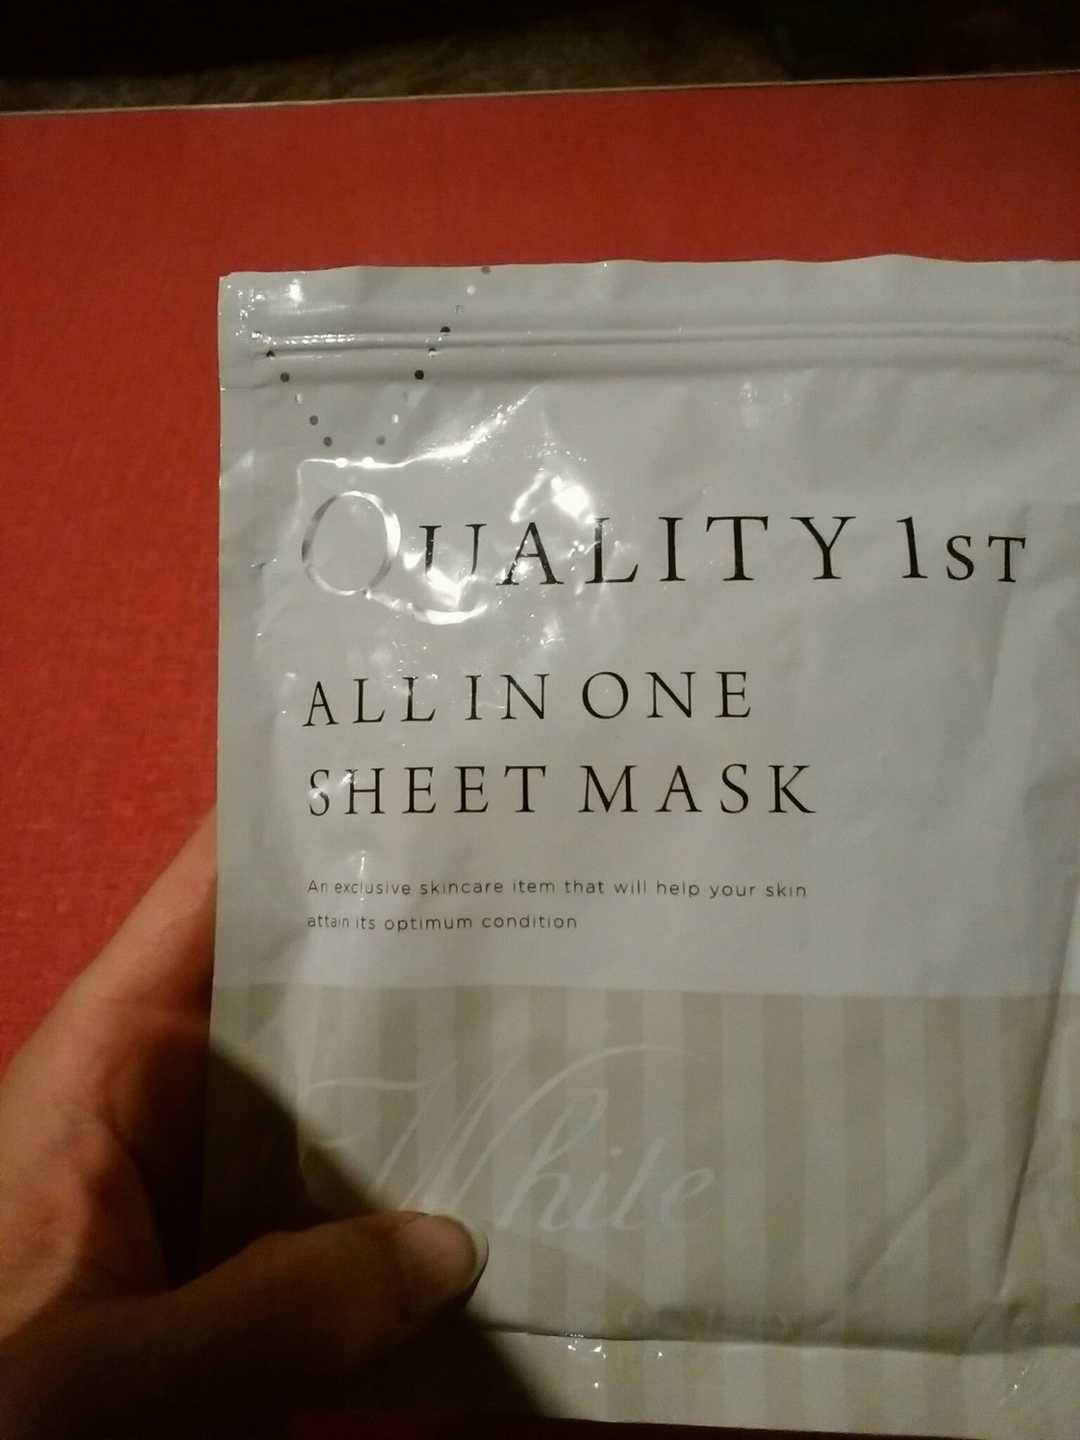 QUALITY 1ST
ALL IN ONE
SHEET MASK
An exclusive skincare item that will help your skin
attain its optimum condition
White